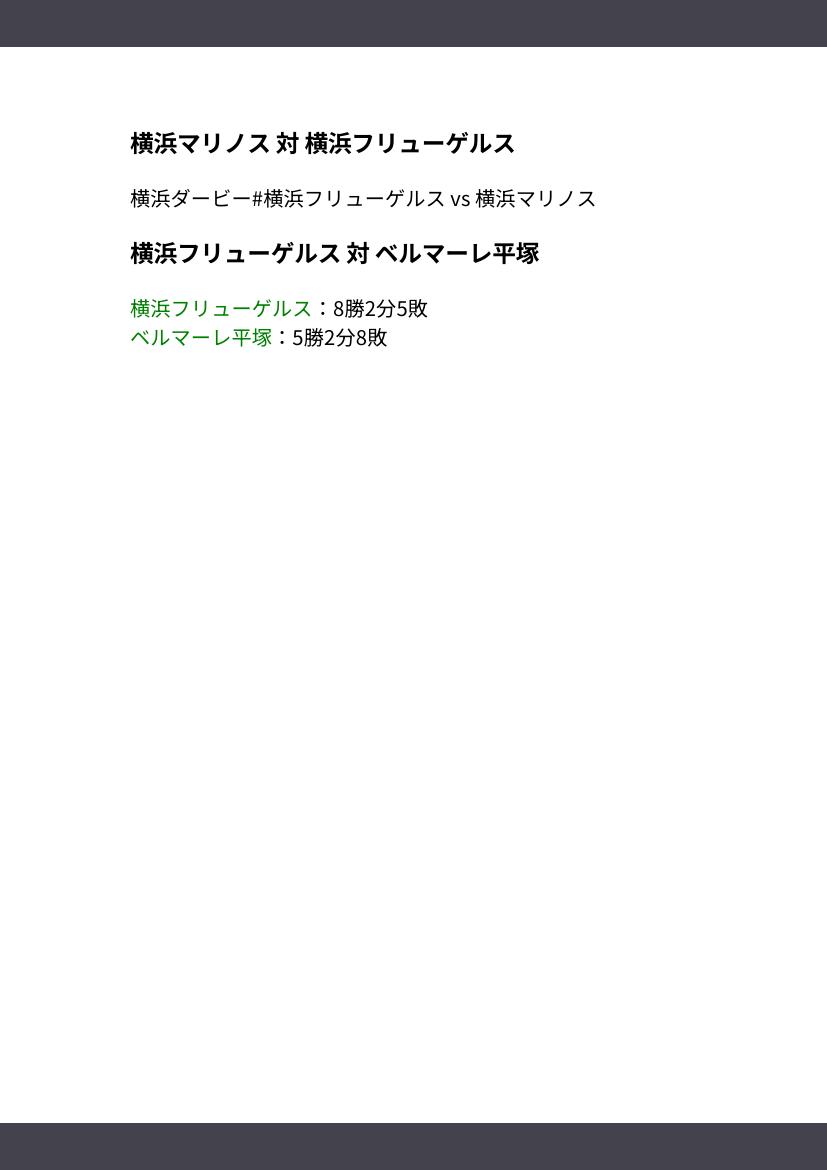 横浜マリノス 対 横浜フリューゲルス
横浜ダービー#横浜フリューゲルス vs 横浜マリノス
横浜フリューゲルス 対 ベルマーレ平塚
横浜フリューゲルス：8勝2分5敗
ベルマーレ平塚：5勝2分8敗